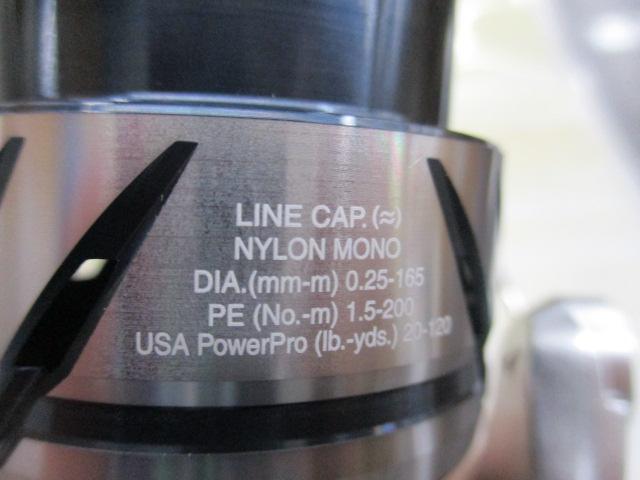 LINE CAP. (≈)
NYLON MONO
DIA.(mm-m) 0.25-165
PE (No.-m) 1.5-200
USA PowerPro (lb.-yds.) 20-120